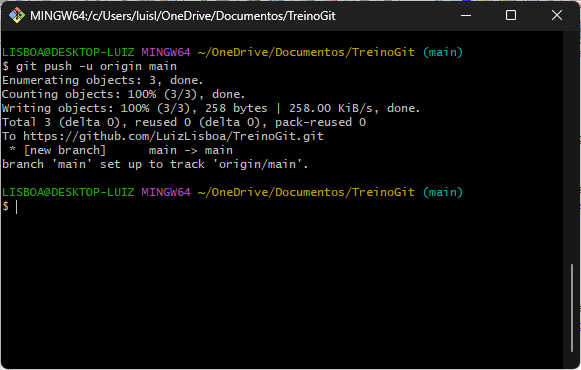 MINGW64:/c/Users/luisl/OneDrive/Documentos/TreinoGit
LISBOA@DESKTOP-LUIZ MINGW64 ~/OneDrive/Documentos/TreinoGit (main)
$ git push -u origin main
Enumerating objects: 3, done.
Counting objects: 100% (3/3), done.
Writing objects: 100% (3/3), 258 bytes | 258.00 KiB/s, done.
Total 3 (delta 0), reused 0 (delta 0), pack-reused 0
To https://github.com/LuizLisboa/TreinoGit.git
 * [new branch]      main -> main
branch 'main' set up to track 'origin/main'.
LISBOA@DESKTOP-LUIZ MINGW64 ~/OneDrive/Documentos/TreinoGit (main)
$